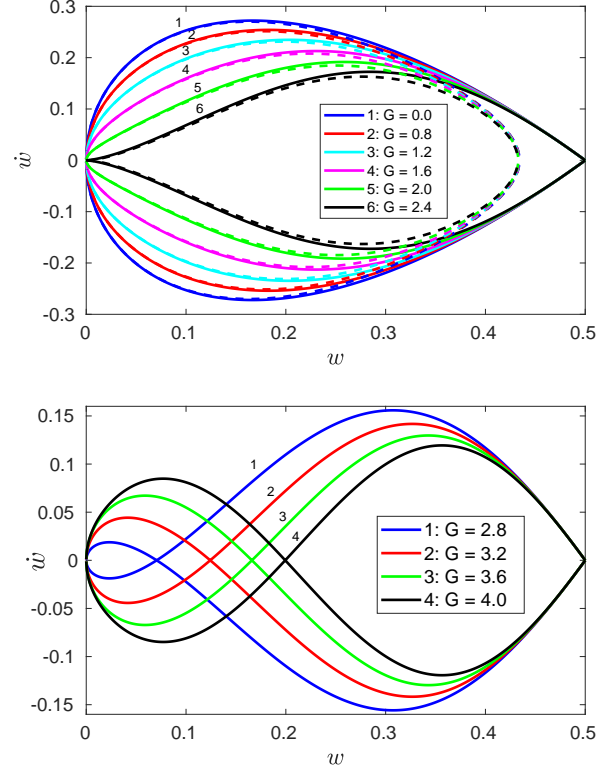 0.3
0.2
0.1
0
-0.1
-0.2
-0.3
ẇ
1
2
3
4
5
6
1: G = 0.0
2: G = 0.8
3: G = 1.2
4: G = 1.6
5: G = 2.0
6: G = 2.4
0 0.1 0.2 0.3 0.4 0.5
w
0.15
0.1
0.05
0
-0.05
-0.1
-0.15
ẇ
1
2
3
4
1: G = 2.8
2: G = 3.2
3: G = 3.6
4: G = 4.0
0 0.1 0.2 0.3 0.4 0.5
w